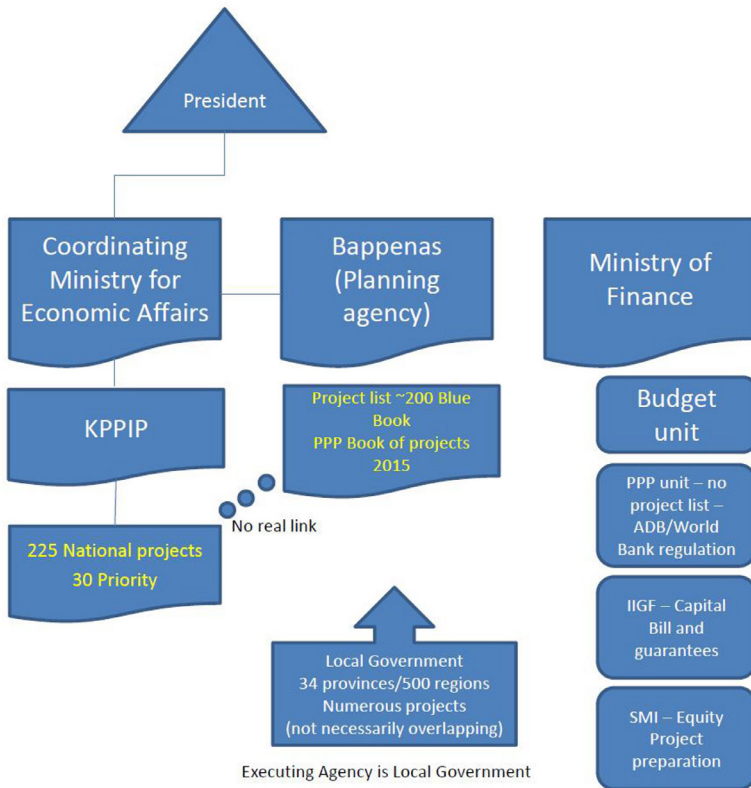 President
Coordinating
Ministry for
Economic Affairs
Bappenas
(Planning
agency)
Ministry of
Finance
KPPIP
Project list ~200 Blue
Book
PPP Book of projects
2015
Budget
unit
No real link
PPP unit – no
project list –
ADB/World
Bank regulation
225 National projects
30 Priority
IIGF – Capital
Bill and
guarantees
Local Government
34 provinces/500 regions
Numerous projects
(not necessarily overlapping)
SMI – Equity
Project
preparation
Executing Agency is Local Government